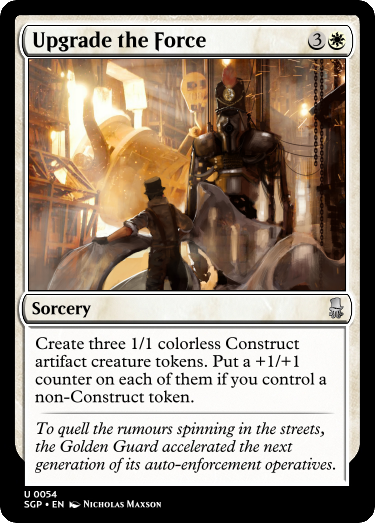 Upgrade the Force 3
Sorcery
Create three 1/1 colorless Construct
artifact creature tokens. Put a +1/+1
counter on each of them if you control a
non-Construct token.
To quell the rumours spinning in the streets,
the Golden Guard accelerated the next
generation of its auto-enforcement operatives.
U 0054
SGP • EN Nicholas Maxson